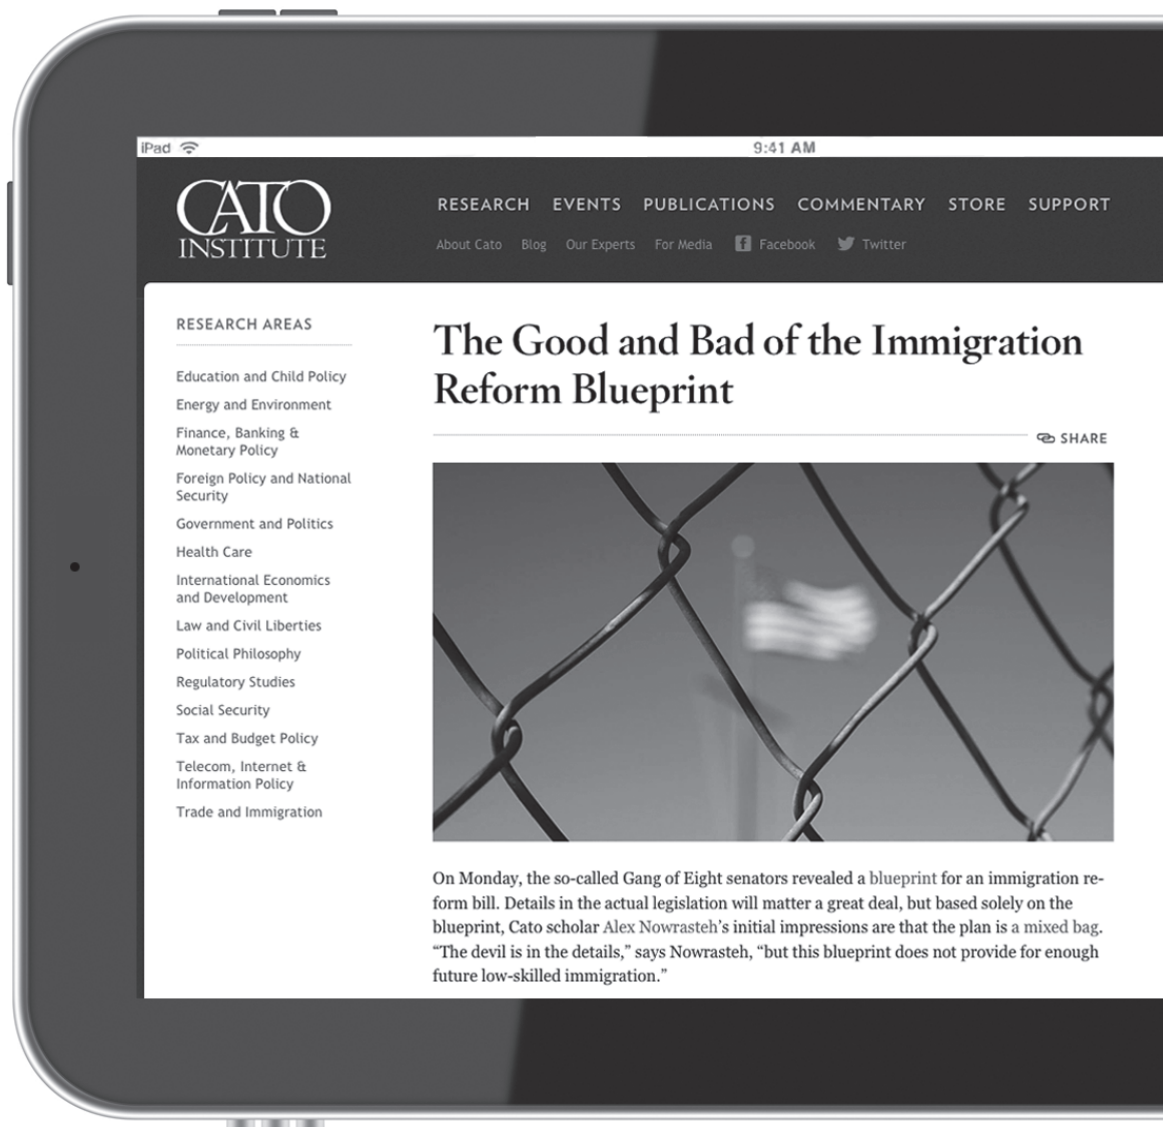 iPad
9:41 AM
CATO
INSTITUTE
RESEARCH EVENTS PUBLICATIONS COMMENTARY STORE SUPPORT
About Cato Blog Our Experts For Media Facebook Twitter
RESEARCH AREAS
Education and Child Policy
Energy and Environment
Finance, Banking &
Monetary Policy
Foreign Policy and National
Security
Government and Politics
Health Care
International Economics
and Development
Law and Civil Liberties
Political Philosophy
Regulatory Studies
Social Security
Tax and Budget Policy
Telecom, Internet &
Information Policy
Trade and Immigration
The Good and Bad of the Immigration
Reform Blueprint
SHARE
On Monday, the so-called Gang of Eight senators revealed a blueprint for an immigration re-
form bill. Details in the actual legislation will matter a great deal, but based solely on the
blueprint, Cato scholar Alex Nowrasteh’s initial impressions are that the plan is a mixed bag.
“The devil is in the details,” says Nowrasteh, “but this blueprint does not provide for enough
future low-skilled immigration.”